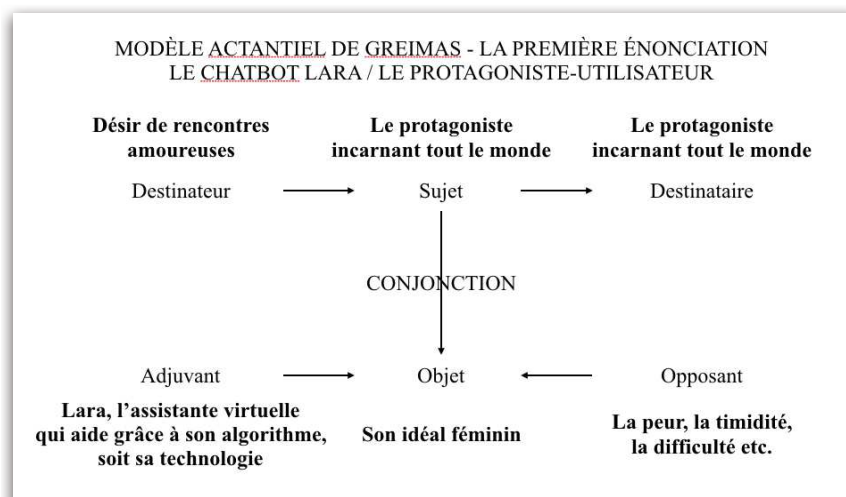 MODÈLE ACTANTIEL DE GREIMAS - LA PREMIÈRE ÉNONCIATION
LE CHATBOT LARA / LE PROTAGONISTE-UTILISATEUR
Désir de rencontres
amoureuses
Le protagoniste
incarnant tout le monde
Le protagoniste
incarnant tout le monde
Destinateur
Sujet
Destinataire
CONJONCTION
Adjuvant
Objet
Opposant
Lara, l’assistante virtuelle
qui aide grâce à son algorithme,
soit sa technologie
Son idéal féminin
La peur, la timidité,
la difficulté etc.